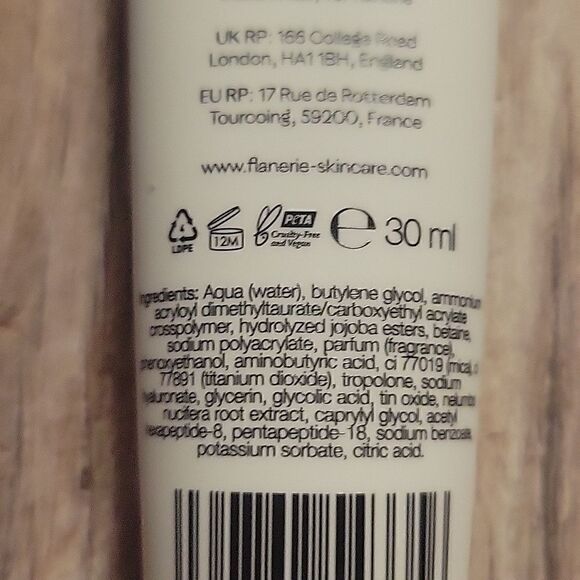 UK RP: 166 College Road
London, HA1 1BH, England
EU RP: 17 Rue de Rotterdam
Tourcoing, 59200, France
www.flanerie-skincare.com
LDPE
12M
PETA
Cruelty-Free
and Vegan
e 30 ml
Ingredients: Aqua (water), butylene glycol, ammonium
acryloyl dimethyltaurate/carboxyethyl acrylate
crosspolymer, hydrolyzed jojoba esters, betaine,
sodium polyacrylate, parfum (fragrance),
phenoxyethanol, aminobutyric acid, ci 77019 (mica),
77891 (titanium dioxide), tropolone, sodium
hyaluronate, glycerin, glycolic acid, tin oxide, nelumbo
nucifera root extract, caprylyl glycol, acetyl
hexapeptide-8, pentapeptide-18, sodium benzoate,
potassium sorbate, citric acid.